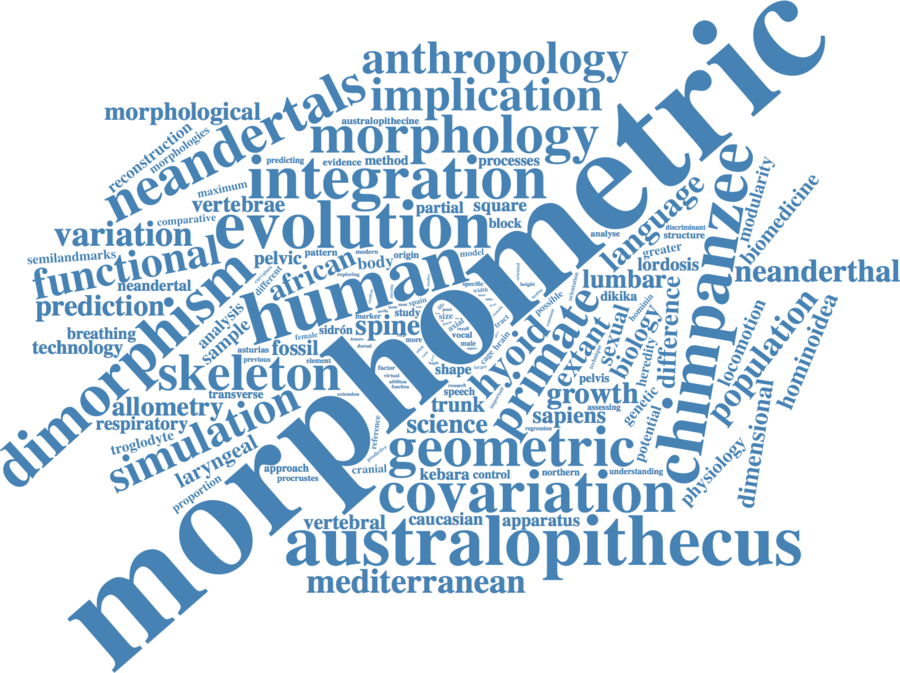 morphometric
anthropology
implication
morphological
neandertals
australopithecine
morphology
reconstruction
morphologies
predicting
evidence
method
processes
integration
maximum
vertebrae
partial
square
comparative
evolution
block
variation
semilandmarks
functional
neandertal
pelvic
pattern
modern
origin
model
african
body
human
different
exploring
language
analyse
discriminant
structure
greater
chimpanzee
modularity
biomedicine
lumbar
lordosis
neanderthal
prediction
dimorphism
analysis
sample
breathing
technology
asturias
previous
fossil
female
sidrón
marker
study
spain
spine
more
size
axial
vocal
male
specific
width
height
possible
tract
dikika
hominin
primate
hyoid
extant
sexual
biology
difference
heredity
genetic
population
locomotion
hominoidea
dimensional
physiology
potential
skeleton
element
transverse
factor
virtual
addition
function
shape
cage
brain
research
speech
trunk
pelvis
growth
assessing
sapiens
regression
allometry
respiratory
simulation
troglodyte
laryngeal
proportion
extension
reference
predictive
science
geometric
approach
procrustes
cranial
kebara
control
northern
understanding
covariation
vertebral
caucasian
apparatus
australopithecus
mediterranean